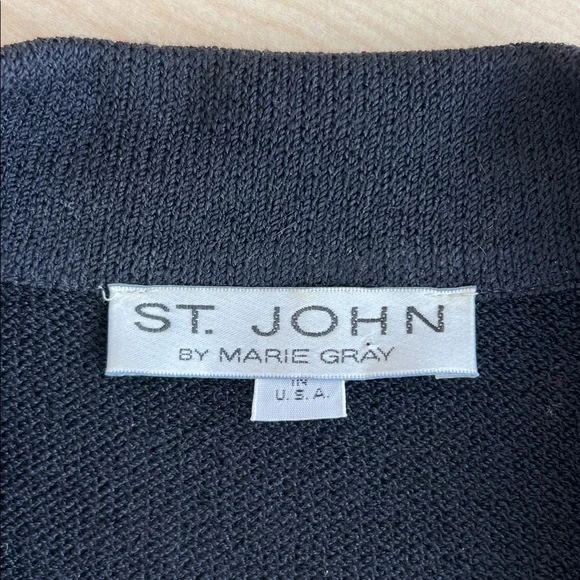 ST. JOHN
BY MARIE GRAY
IN
U. S. A.